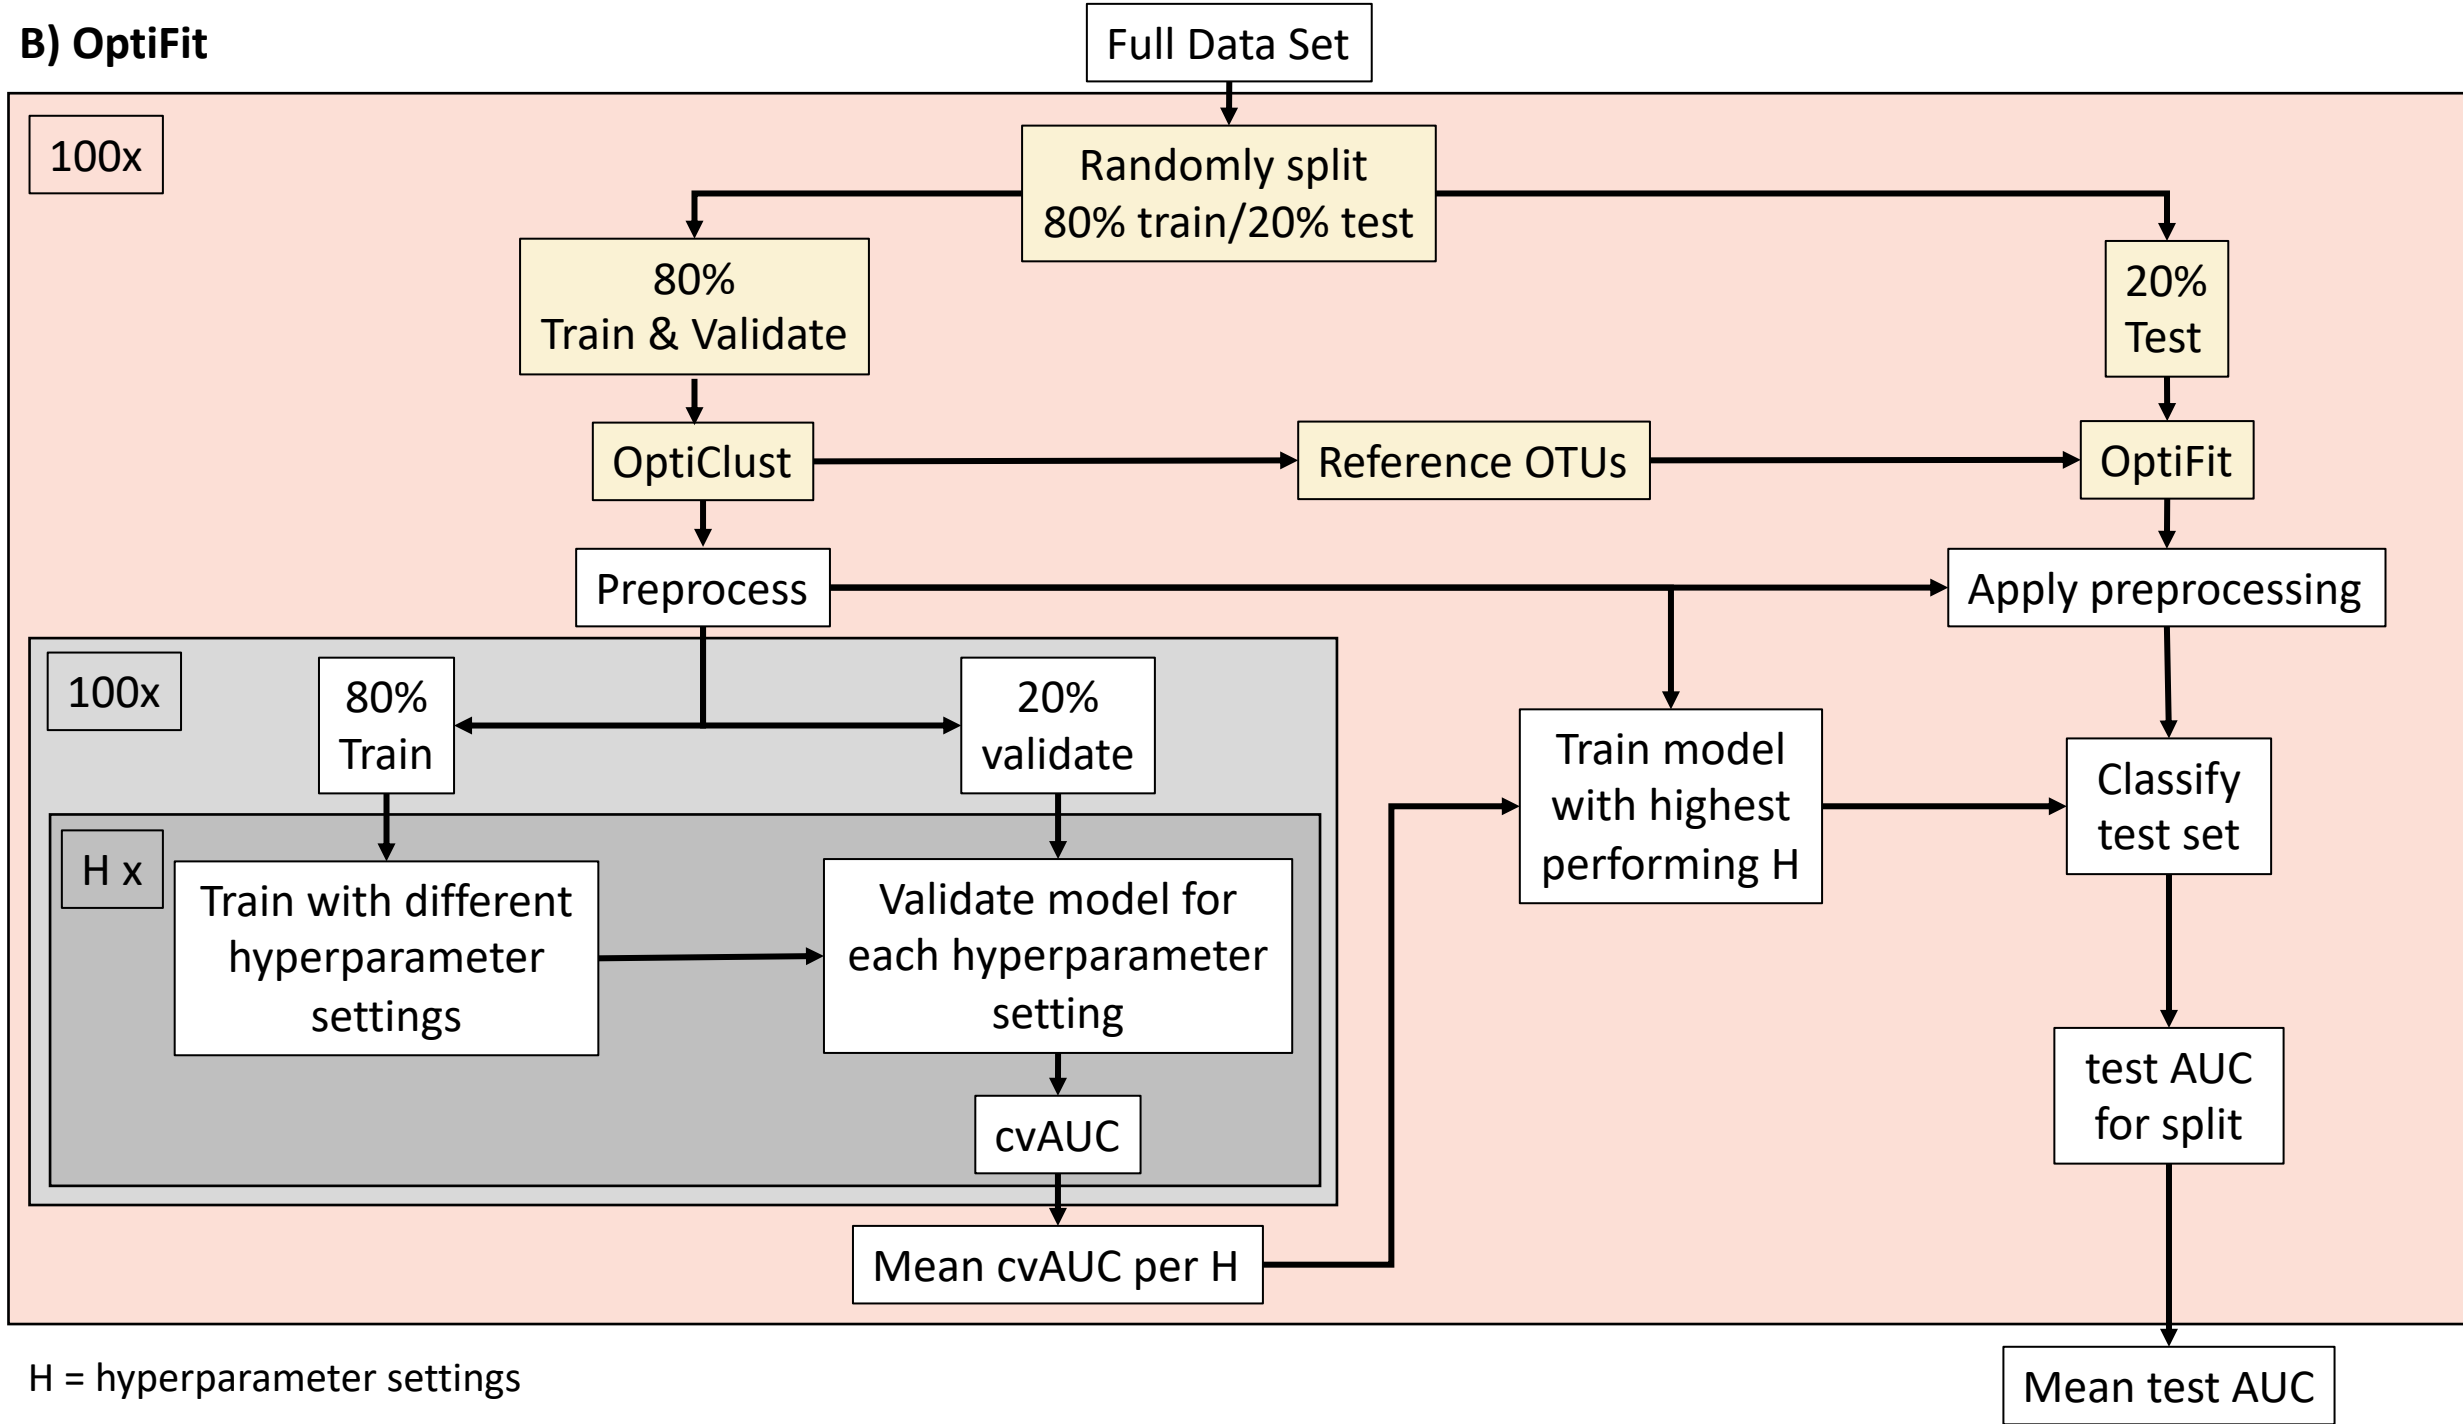 B) OptiFit
Full Data Set
100x
Randomly split
80% train/20% test
80%
Train & Validate
20%
Test
OptiClust
Reference OTUs
OptiFit
Preprocess
Apply preprocessing
100x
80%
Train
20%
validate
Train model
with highest
performing H
Classify
test set
H x
Train with different
hyperparameter
settings
Validate model for
each hyperparameter
setting
cvAUC
test AUC
for split
Mean cvAUC per H
H = hyperparameter settings
Mean test AUC